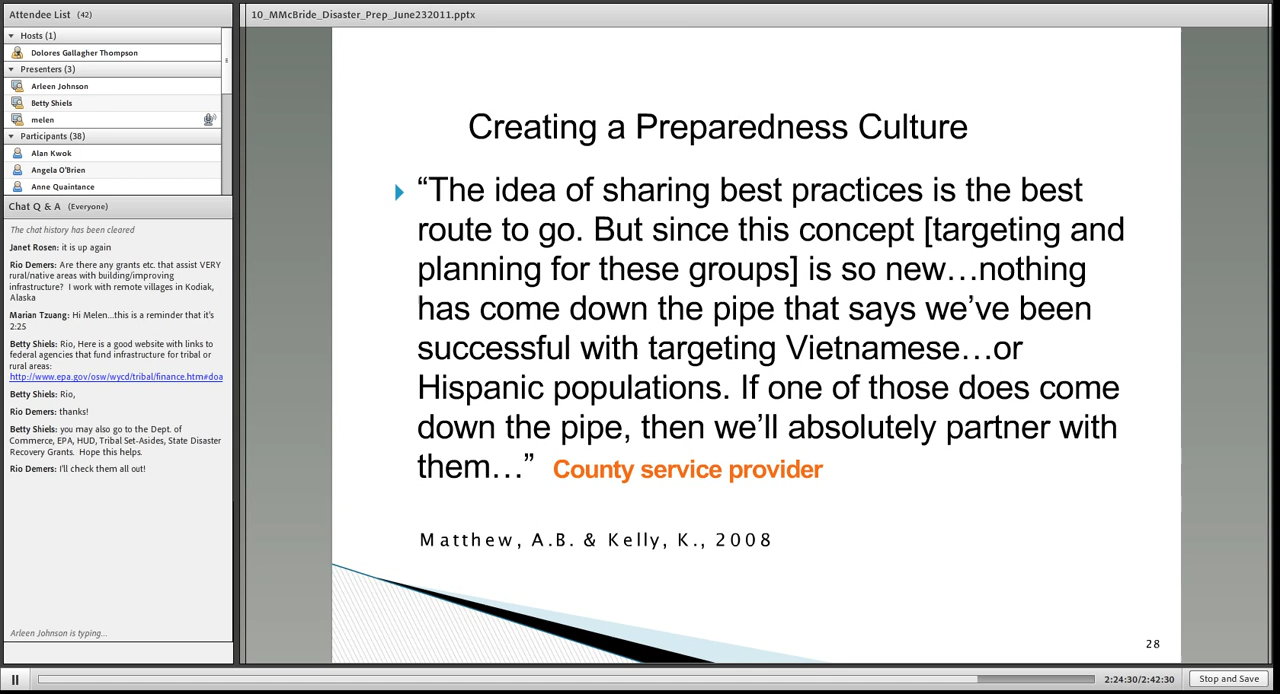 Attendee List (42)
Hosts (1)
Dolores Gallagher Thompson
Presenters (3)
Arleen Johnson
Betty Shiels
melen
Participants (38)
Alan Kwok
Angela O'Brien
Anne Quaintance
Chat Q & A (Everyone)
The chat history has been cleared
Janet Rosen: it is up again
Rio Demers: Are there any grants etc. that assist VERY
rural/native areas with building/improving
infrastructure? I work with remote villages in Kodiak,
Alaska
Marian Tzuang: Hi Melen...this is a reminder that it's
2:25
Betty Shiels: Rio, Here is a good website with links to
federal agencies that fund infrastructure for tribal or
rural areas:
http://www.epa.gov/osw/wycd/tribal/finance.htm#doa
Betty Shiels: Rio,
Rio Demers: thanks!
Betty Shiels: you may also go to the Dept. of
Commerce, EPA, HUD, Tribal Set-Asides, State Disaster
Recovery Grants. Hope this helps.
Rio Demers: I'll check them all out!
Arleen Johnson is typing...
10_MMcBride_Disaster_Prep_June232011.pptx
Creating a Preparedness Culture
“The idea of sharing best practices is the best
route to go. But since this concept [targeting and
planning for these groups] is so new…nothing
has come down the pipe that says we’ve been
successful with targeting Vietnamese…or
Hispanic populations. If one of those does come
down the pipe, then we’ll absolutely partner with
them…” County service provider
Matthew, A.B. & Kelly, K., 2008
28
2:24:30/2:42:30
Stop and Save